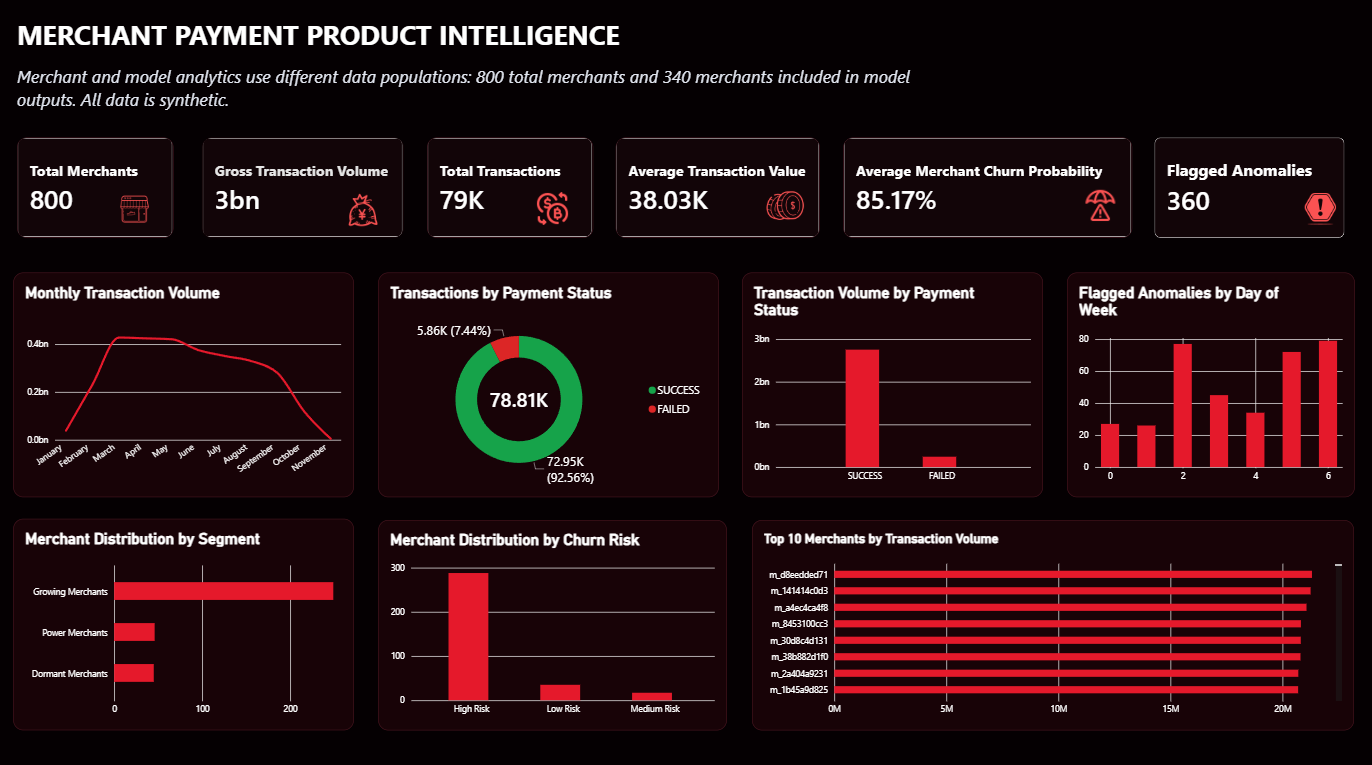 MERCHANT PAYMENT PRODUCT INTELLIGENCE
Merchant and model analytics use different data populations: 800 total merchants and 340 merchants included in model
outputs. All data is synthetic.
Total Merchants
800
Gross Transaction Volume
3bn
Total Transactions
79K
Average Transaction Value
38.03K
Average Merchant Churn Probability
85.17%
Flagged Anomalies
360
Monthly Transaction Volume
0.4bn
0.2bn
0.0bn
January
February
March
April
May
June
July
August
September
October
November
Transactions by Payment Status
5.86K (7.44%)
78.81K
72.95K
(92.56%)
SUCCESS
FAILED
Transaction Volume by Payment
Status
3bn
2bn
1bn
0bn
SUCCESS
FAILED
Flagged Anomalies by Day of
Week
80
60
40
20
0
0
2
4
6
Merchant Distribution by Segment
Growing Merchants
Power Merchants
Dormant Merchants
0
100
200
Merchant Distribution by Churn Risk
300
200
100
0
High Risk
Low Risk
Medium Risk
Top 10 Merchants by Transaction Volume
m_d8eedded71
m_141414c0d3
m_a4ec4ca4f8
m_8453100cc3
m_30d8c4d131
m_38b882d1f0
m_2a404a9231
m_1b45a9d825
0M
5M
10M
15M
20M